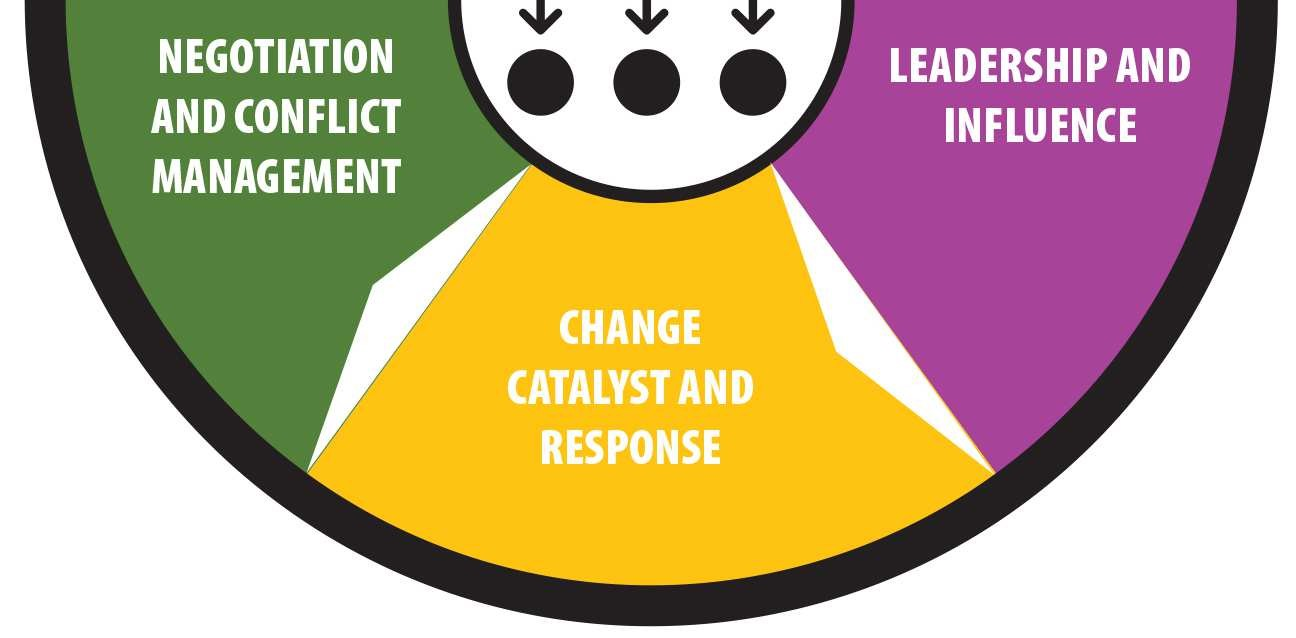 NEGOTIATION
AND CONFLICT
MANAGEMENT
LEADERSHIP AND
INFLUENCE
CHANGE
CATALYST AND
RESPONSE